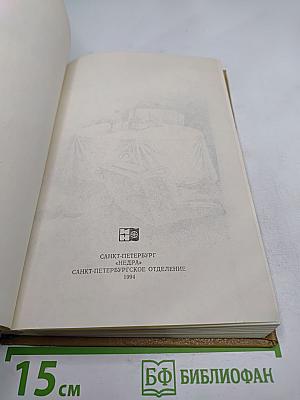 САНКТ-ПЕТЕРБУРГ
«НЕДРА»
САНКТ-ПЕТЕРБУРГСКОЕ ОТДЕЛЕНИЕ
1994
15 см
БФ БИБЛИОФАН